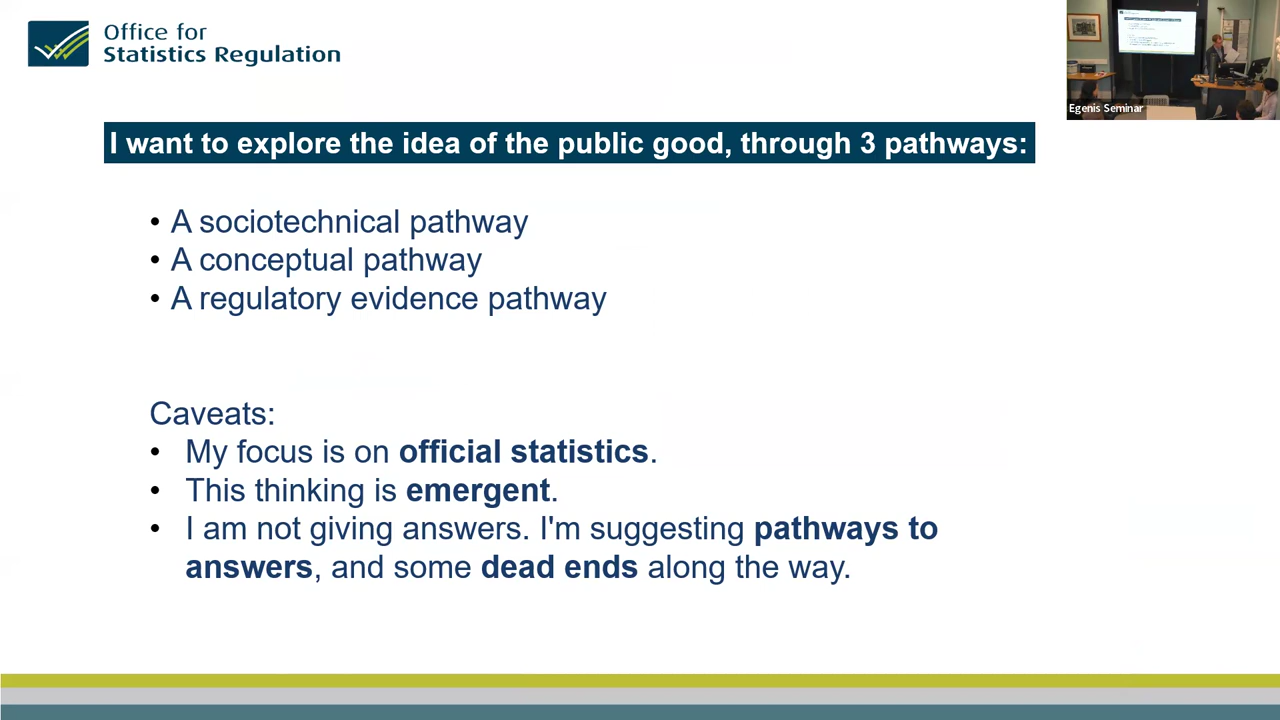 Office for
Statistics Regulation
Egenis Seminar
I want to explore the idea of the public good, through 3 pathways:
• A sociotechnical pathway
• A conceptual pathway
• A regulatory evidence pathway
Caveats:
• My focus is on official statistics.
• This thinking is emergent.
• I am not giving answers. I'm suggesting pathways to
answers, and some dead ends along the way.